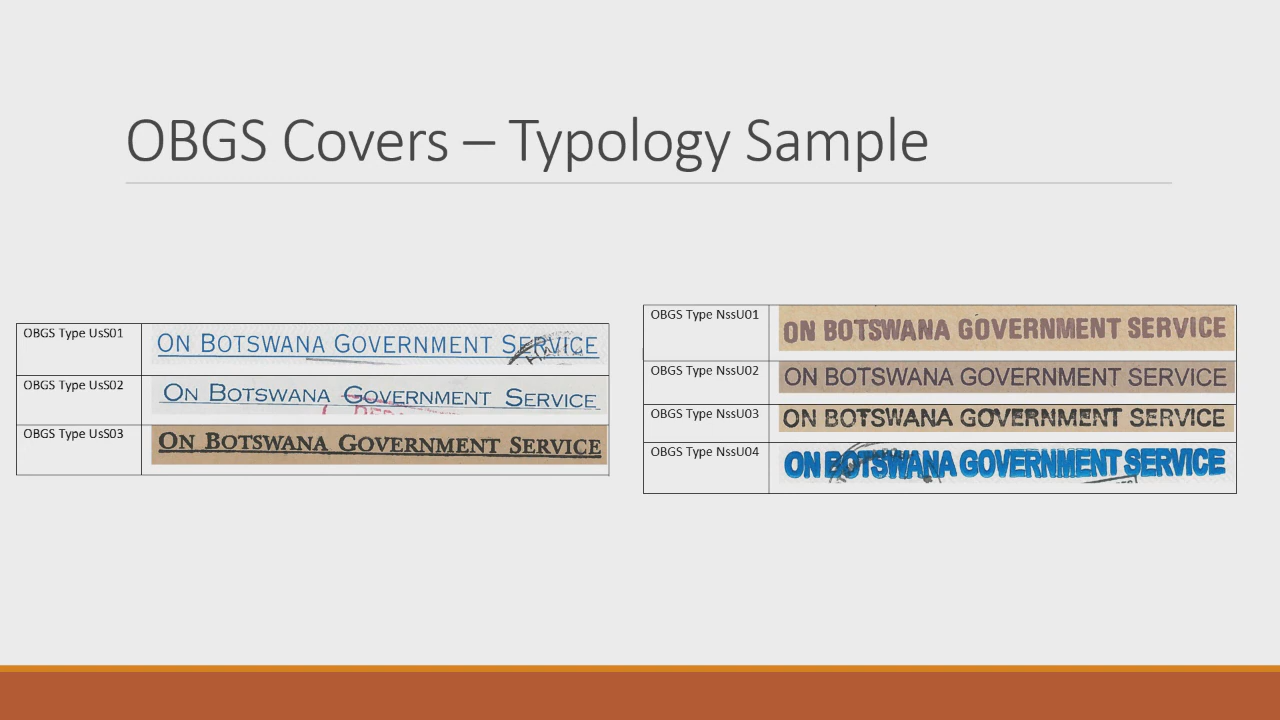 OBGS Covers – Typology Sample
OBGS Type UsS01
ON BOTSWANA GOVERNMENT SERVICE
OBGS Type UsS02
ON BOTSWANA GOVERNMENT SERVICE
OBGS Type UsS03
ON BOTSWANA GOVERNMENT SERVICE
OBGS Type NssU01
ON BOTSWANA GOVERNMENT SERVICE
OBGS Type NssU02
ON BOTSWANA GOVERNMENT SERVICE
OBGS Type NssU03
ON BOTSWANA GOVERNMENT SERVICE
OBGS Type NssU04
ON BOTSWANA GOVERNMENT SERVICE